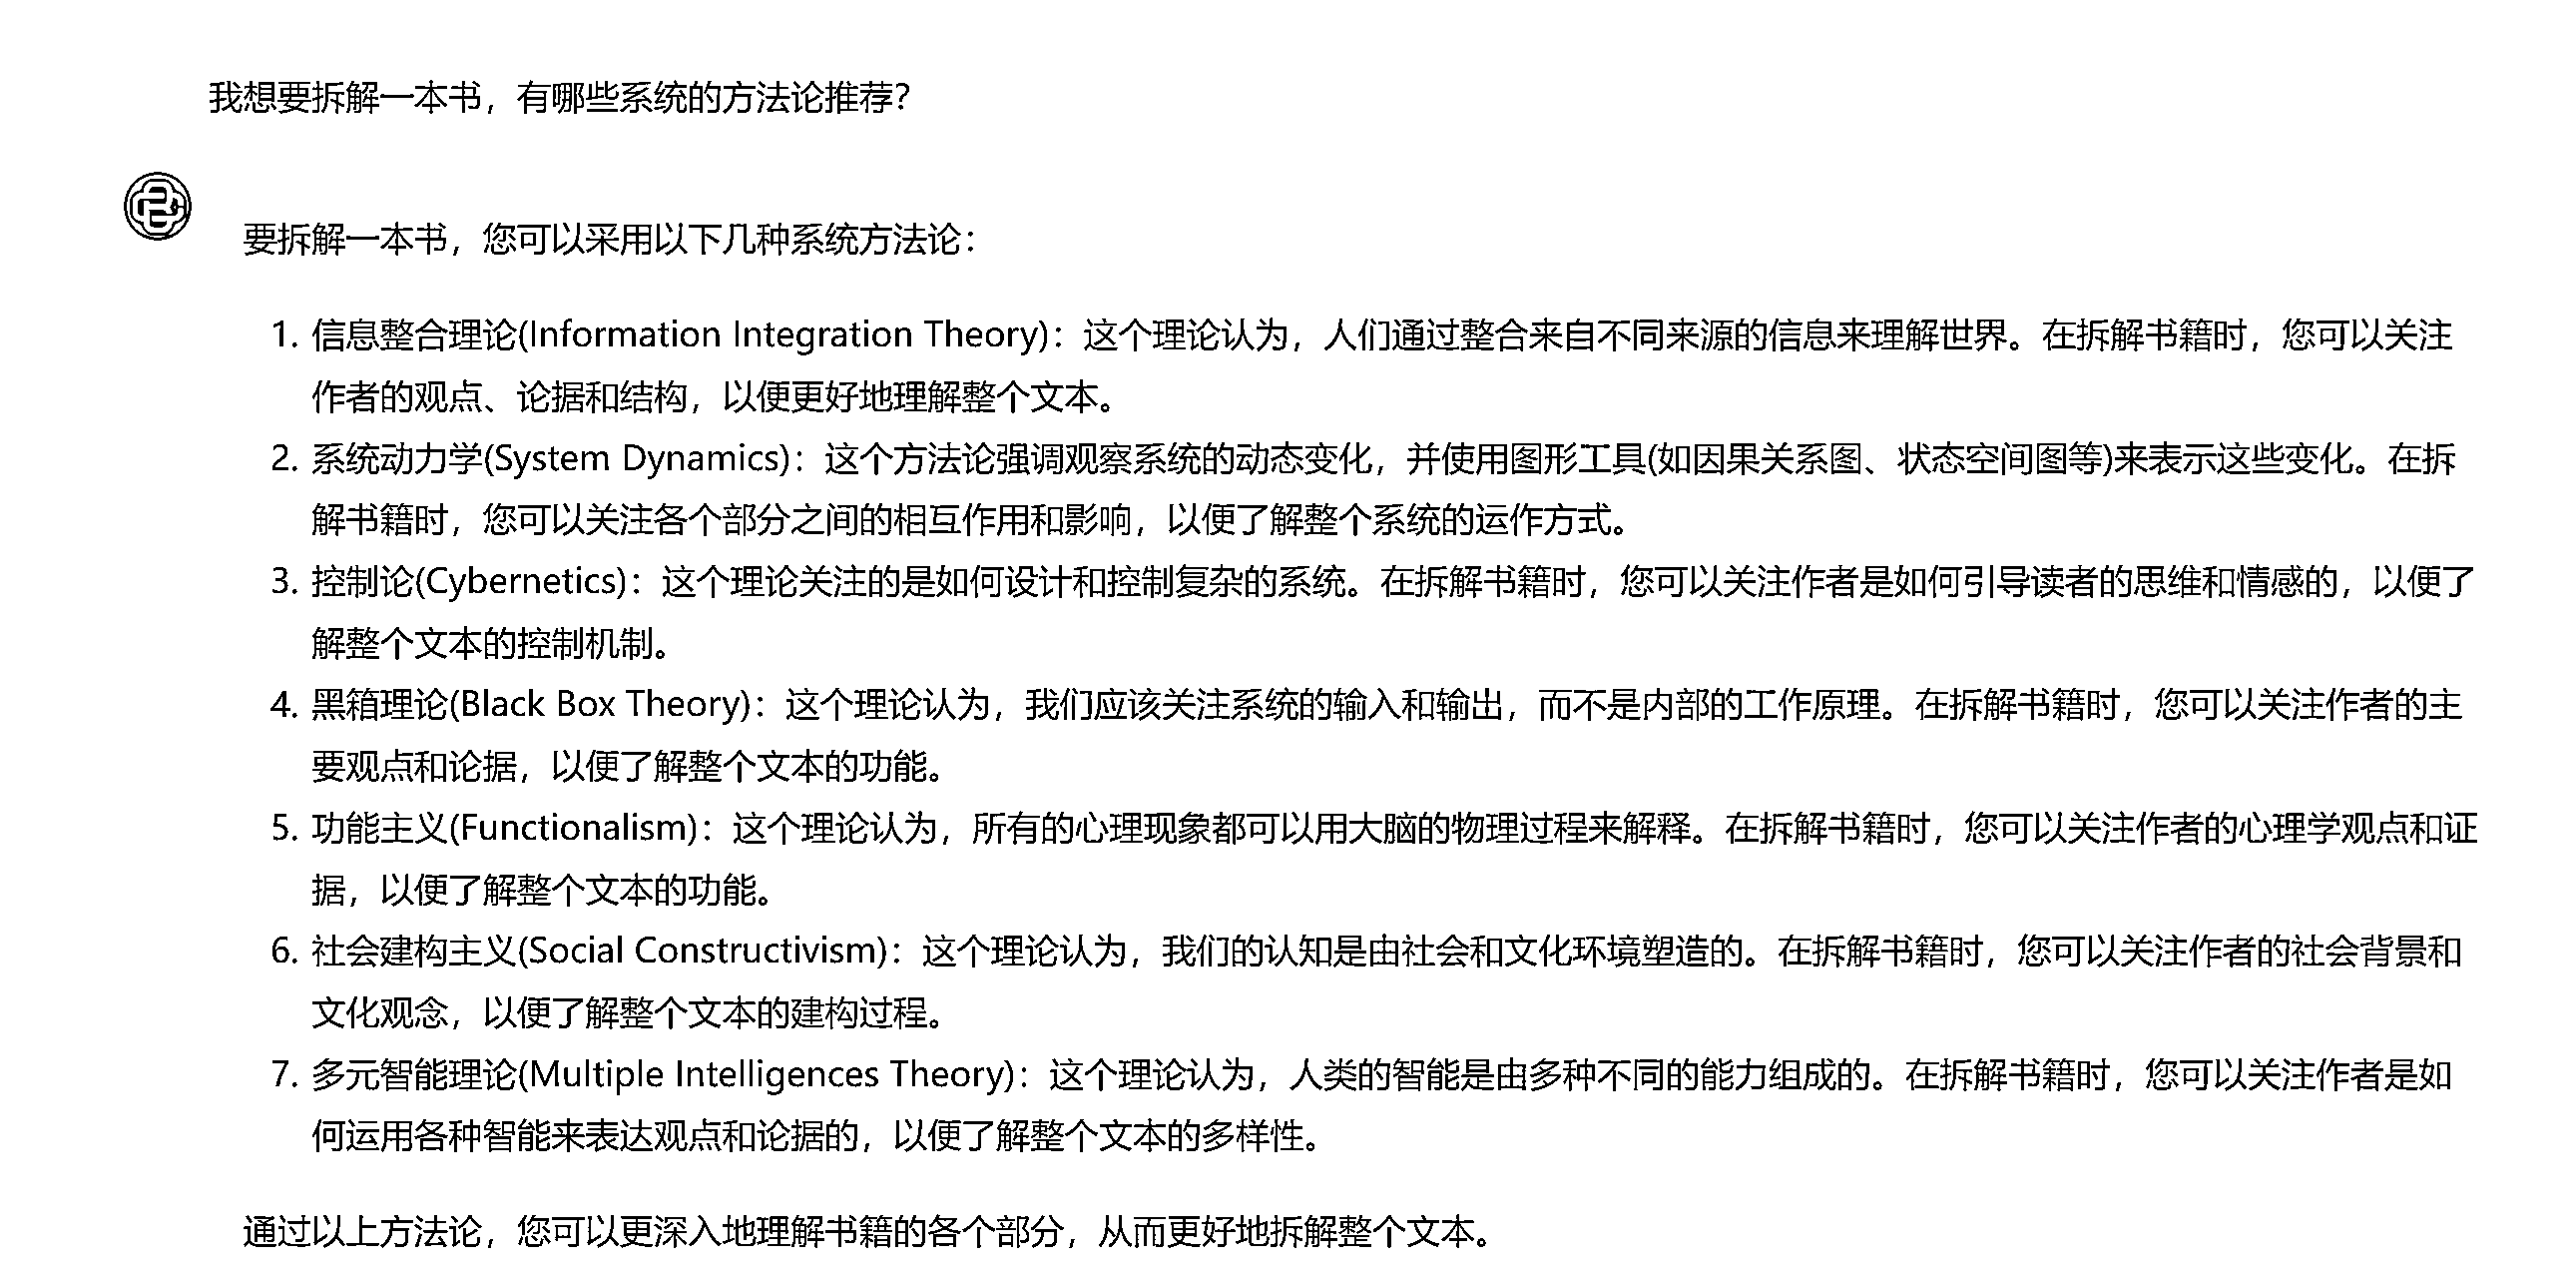 我想要拆解一本书，有哪些系统的方法论推荐？
要拆解一本书，您可以采用以下几种系统方法论：
1. 信息整合理论(Information Integration Theory)：这个理论认为，人们通过整合来自不同来源的信息来理解世界。在拆解书籍时，您可以关注
作者的观点、论据和结构，以便更好地理解整个文本。
2. 系统动力学(System Dynamics)：这个方法论强调观察系统的动态变化，并使用图形工具(如因果关系图、状态空间图等)来表示这些变化。在拆
解书籍时，您可以关注各个部分之间的相互作用和影响，以便了解整个系统的运作方式。
3. 控制论(Cybernetics)：这个理论关注的是如何设计和控制复杂的系统。在拆解书籍时，您可以关注作者是如何引导读者的思维和情感的，以便了
解整个文本的控制机制。
4. 黑箱理论(Black Box Theory)：这个理论认为，我们应该关注系统的输入和输出，而不是内部的工作原理。在拆解书籍时，您可以关注作者的主
要观点和论据，以便了解整个文本的功能。
5. 功能主义(Functionalism)：这个理论认为，所有的心理现象都可以用大脑的物理过程来解释。在拆解书籍时，您可以关注作者的心理学观点和证
据，以便了解整个文本的功能。
6. 社会建构主义(Social Constructivism)：这个理论认为，我们的认知是由社会和文化环境塑造的。在拆解书籍时，您可以关注作者的社会背景和
文化观念，以便了解整个文本的建构过程。
7. 多元智能理论(Multiple Intelligences Theory)：这个理论认为，人类的智能是由多种不同的能力组成的。在拆解书籍时，您可以关注作者是如
何运用各种智能来表达观点和论据的，以便了解整个文本的多样性。
通过以上方法论，您可以更深入地理解书籍的各个部分，从而更好地拆解整个文本。